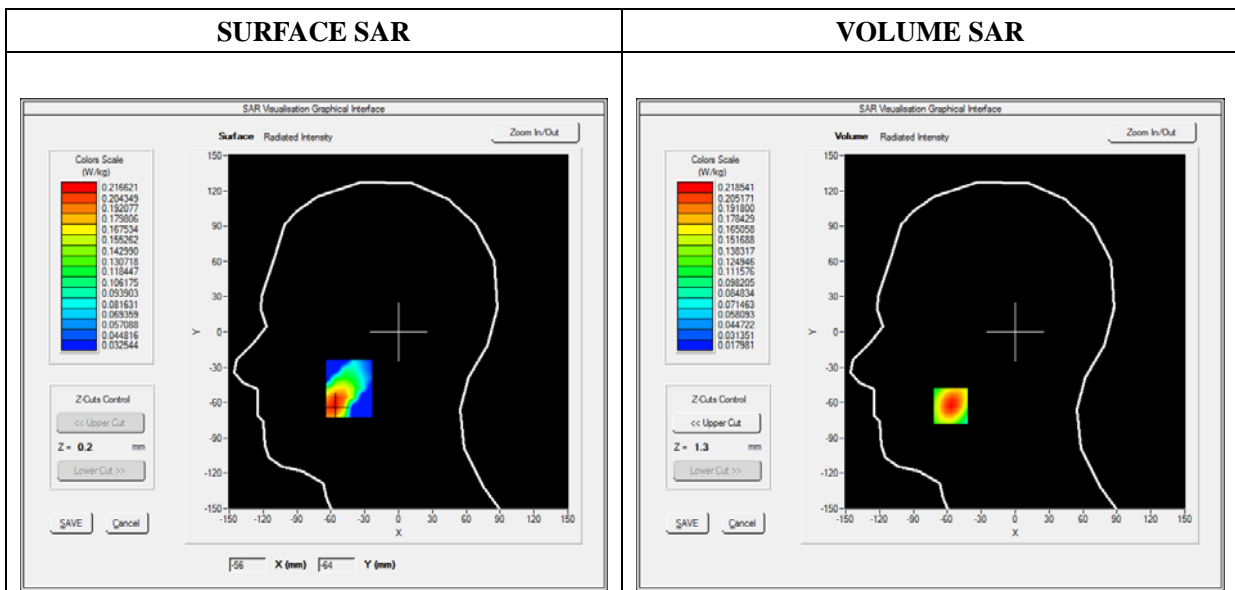 SURFACE SAR
VOLUME SAR
SAR Visualisation Graphical Interface
Surface Radiated Intensity
Zoom In/Out
Colors Scale
(W/kg)
0.216621
0.204349
0.192077
0.179806
0.167534
0.155262
0.142990
0.130718
0.118447
0.106175
0.093903
0.081631
0.069359
0.057088
0.044816
0.032544
Z-Cuts Control
<< Upper Cut
Z = 0.2 mm
Lower Cut >>
SAVE Cancel
150
120
90
60
30
Y 0
-30
-60
-90
-120
-150
-150 -120 -90 -60 -30 0 30 60 90 120 150
X
-56 X (mm) -64 Y (mm)
SAR Visualisation Graphical Interface
Volume Radiated Intensity
Zoom In/Out
Colors Scale
(W/kg)
0.218541
0.205171
0.191800
0.178429
0.165058
0.151688
0.138317
0.124946
0.111576
0.098205
0.084834
0.071463
0.058093
0.044722
0.031351
0.017981
Z-Cuts Control
<< Upper Cut
Z = 1.3 mm
Lower Cut >>
SAVE Cancel
150
120
90
60
30
Y 0
-30
-60
-90
-120
-150
-150 -120 -90 -60 -30 0 30 60 90 120 150
X